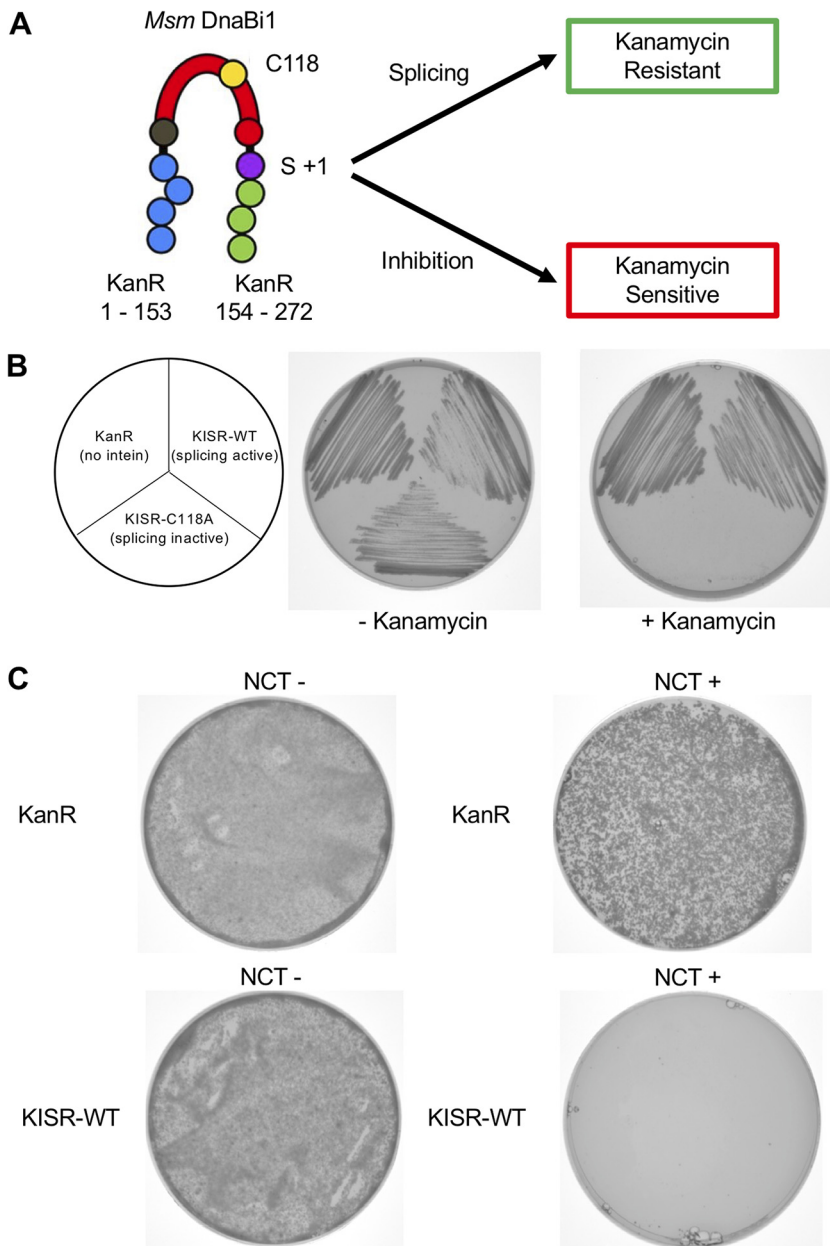 A
Msm DnaBi1
C118
S +1
KanR
1 - 153
KanR
154 - 272
Splicing
Inhibition
Kanamycin
Resistant
Kanamycin
Sensitive
B
KanR
(no intein)
KISR-WT
(splicing active)
KISR-C118A
(splicing inactive)
- Kanamycin
+ Kanamycin
C
NCT -
NCT +
KanR
KanR
NCT -
NCT +
KISR-WT
KISR-WT